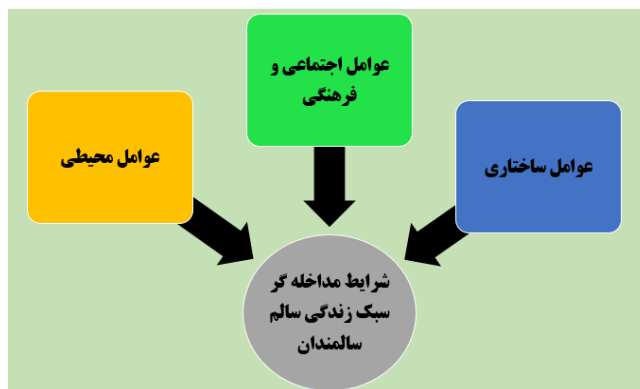 عوامل اجتماعی و
فرهنگی
عوامل ساختاری
عوامل محیطی
شرایط مداخله گر
سبک زندگی سالم
سالمندان